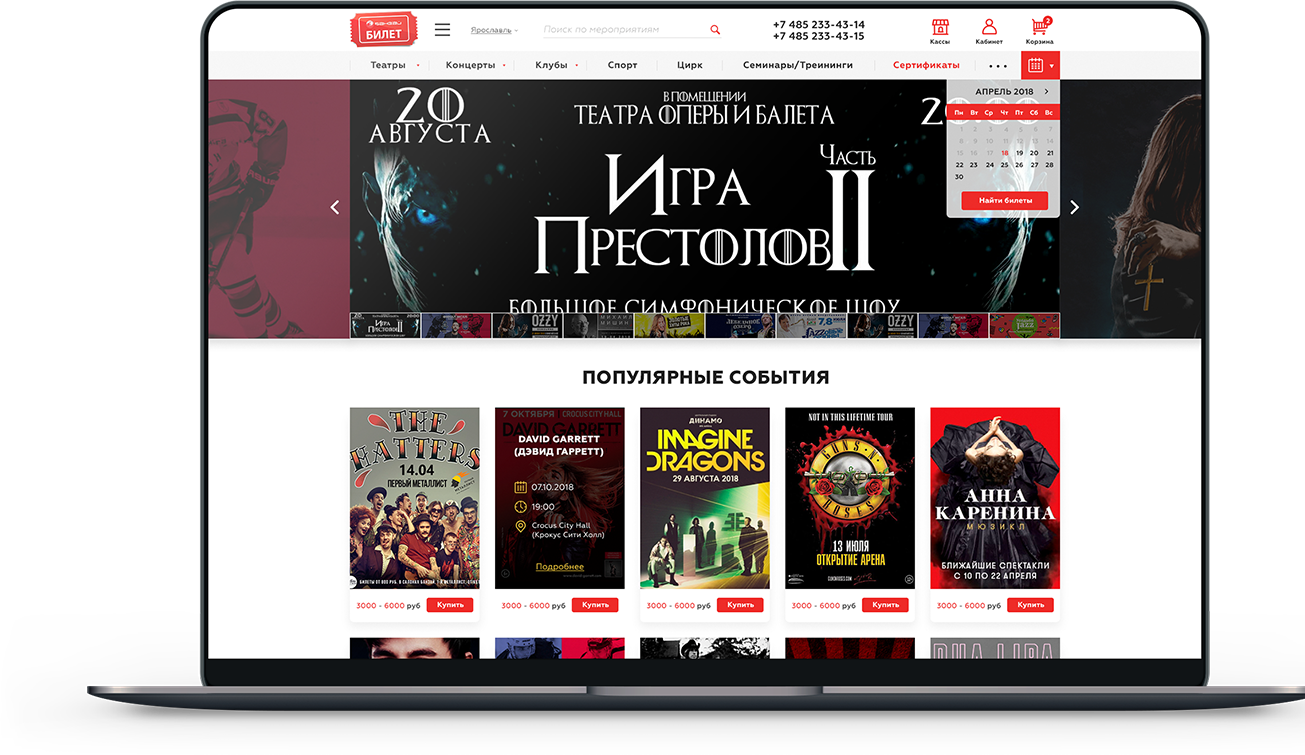 БИЛЕТ
Ярославль
Поиск по мероприятиям
+7 485 233-43-14
+7 485 233-43-15
Кассы
Кабинет
2
Корзина
Театры
Концерты
Клубы
Спорт
Цирк
Семинары/Треининги
Сертификаты
20
АВГУСТА
В ПОМЕЩЕНИИ
ТЕАТРА ОПЕРЫ И БАЛЕТА
ИГРА
ПРЕСТОЛОВ
ЧАСТЬ
II
БОЛЬШОЕ СИМФОНИЧЕСКОЕ ШОУ
АПРЕЛЬ 2018
Пн Вт Ср Чт Пт Сб Вс
1 2 3 4 5 6 7
8 9 10 11 12 13 14
15 16 17 18 19 20 21
22 23 24 25 26 27 28
30
Найти билеты
OZZY
OZZY
ПОПУЛЯРНЫЕ СОБЫТИЯ
THE
HATTERS
14.04
ПЕРВЫЙ МЕТАЛЛИСТ
3000 - 6000 руб
Купить
7 ОКТЯБРЯ CROCUS CITY HALL
DAVID GARRETT
DAVID GARRETT
(ДЭВИД ГАРРЕТТ)
07.10.2018
19:00
Crocus City Hall
(Крокус Сити Холл)
Подробнее
3000 - 6000 руб
Купить
ДИНАМО
IMAGINE
DRAGONS
29 АВГУСТА 2018
3000 - 6000 руб
Купить
NOT IN THIS LIFETIME TOUR
GUNS N
ROSES
13 ИЮЛЯ
ОТКРЫТИЕ АРЕНА
3000 - 6000 руб
Купить
АННА
КАРЕНИНА
МЮЗИКЛ
БЛИЖАЙШИЕ СПЕКТАКЛИ
С 10 ПО 22 АПРЕЛЯ
3000 - 6000 руб
Купить
DUA LIPA